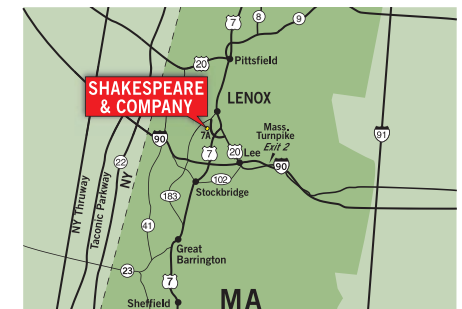 7
8
9
20
Pittsfield
SHAKESPEARE
& COMPANY
LENOX
7A
Mass.
Turnpike
Exit 2
90
91
7
20
Lee
90
22
NY
102
Stockbridge
183
NY Thruway
Taconic Parkway
41
Great
Barrington
23
7
Sheffield
MA